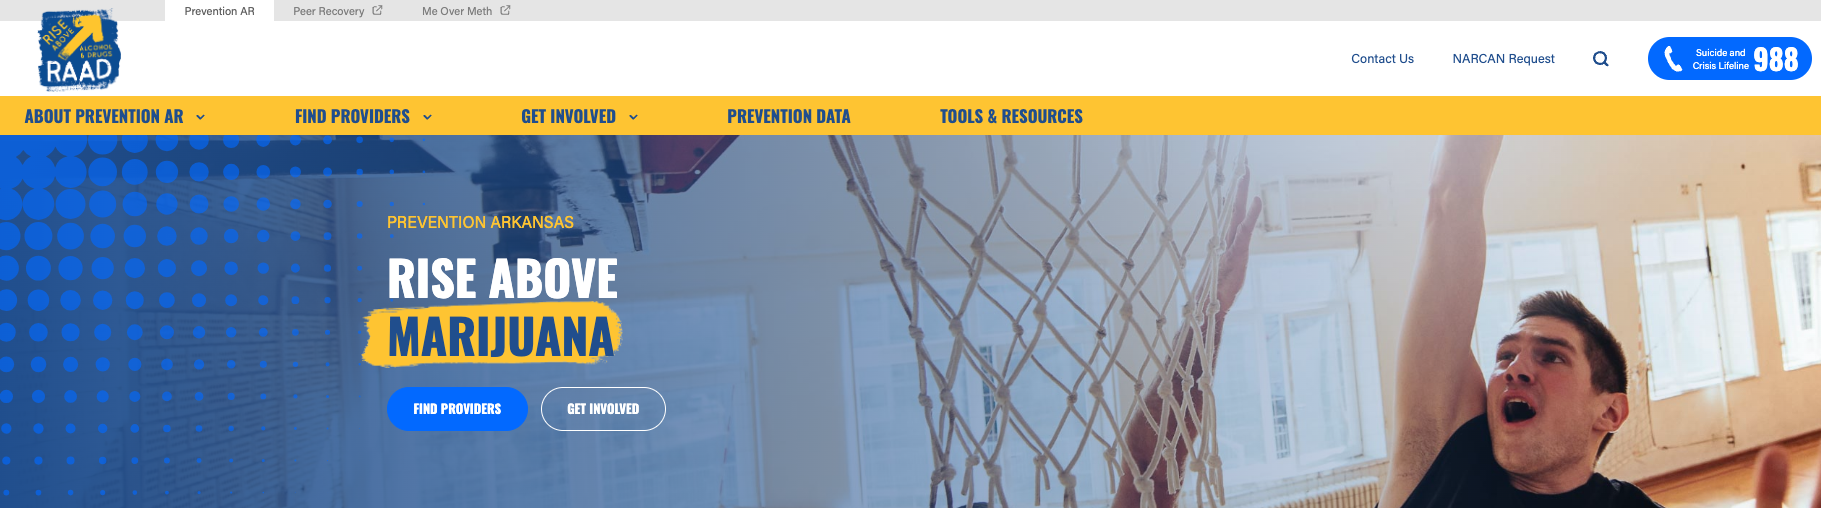 Prevention AR
Peer Recovery
Me Over Meth
RISE
ABOVE
ALCOHOL
& DRUGS
RAAD
Contact Us
NARCAN Request
Suicide and
Crisis Lifeline
988
ABOUT PREVENTION AR
FIND PROVIDERS
GET INVOLVED
PREVENTION DATA
TOOLS & RESOURCES
PREVENTION ARKANSAS
RISE ABOVE
MARIJUANA
FIND PROVIDERS
GET INVOLVED